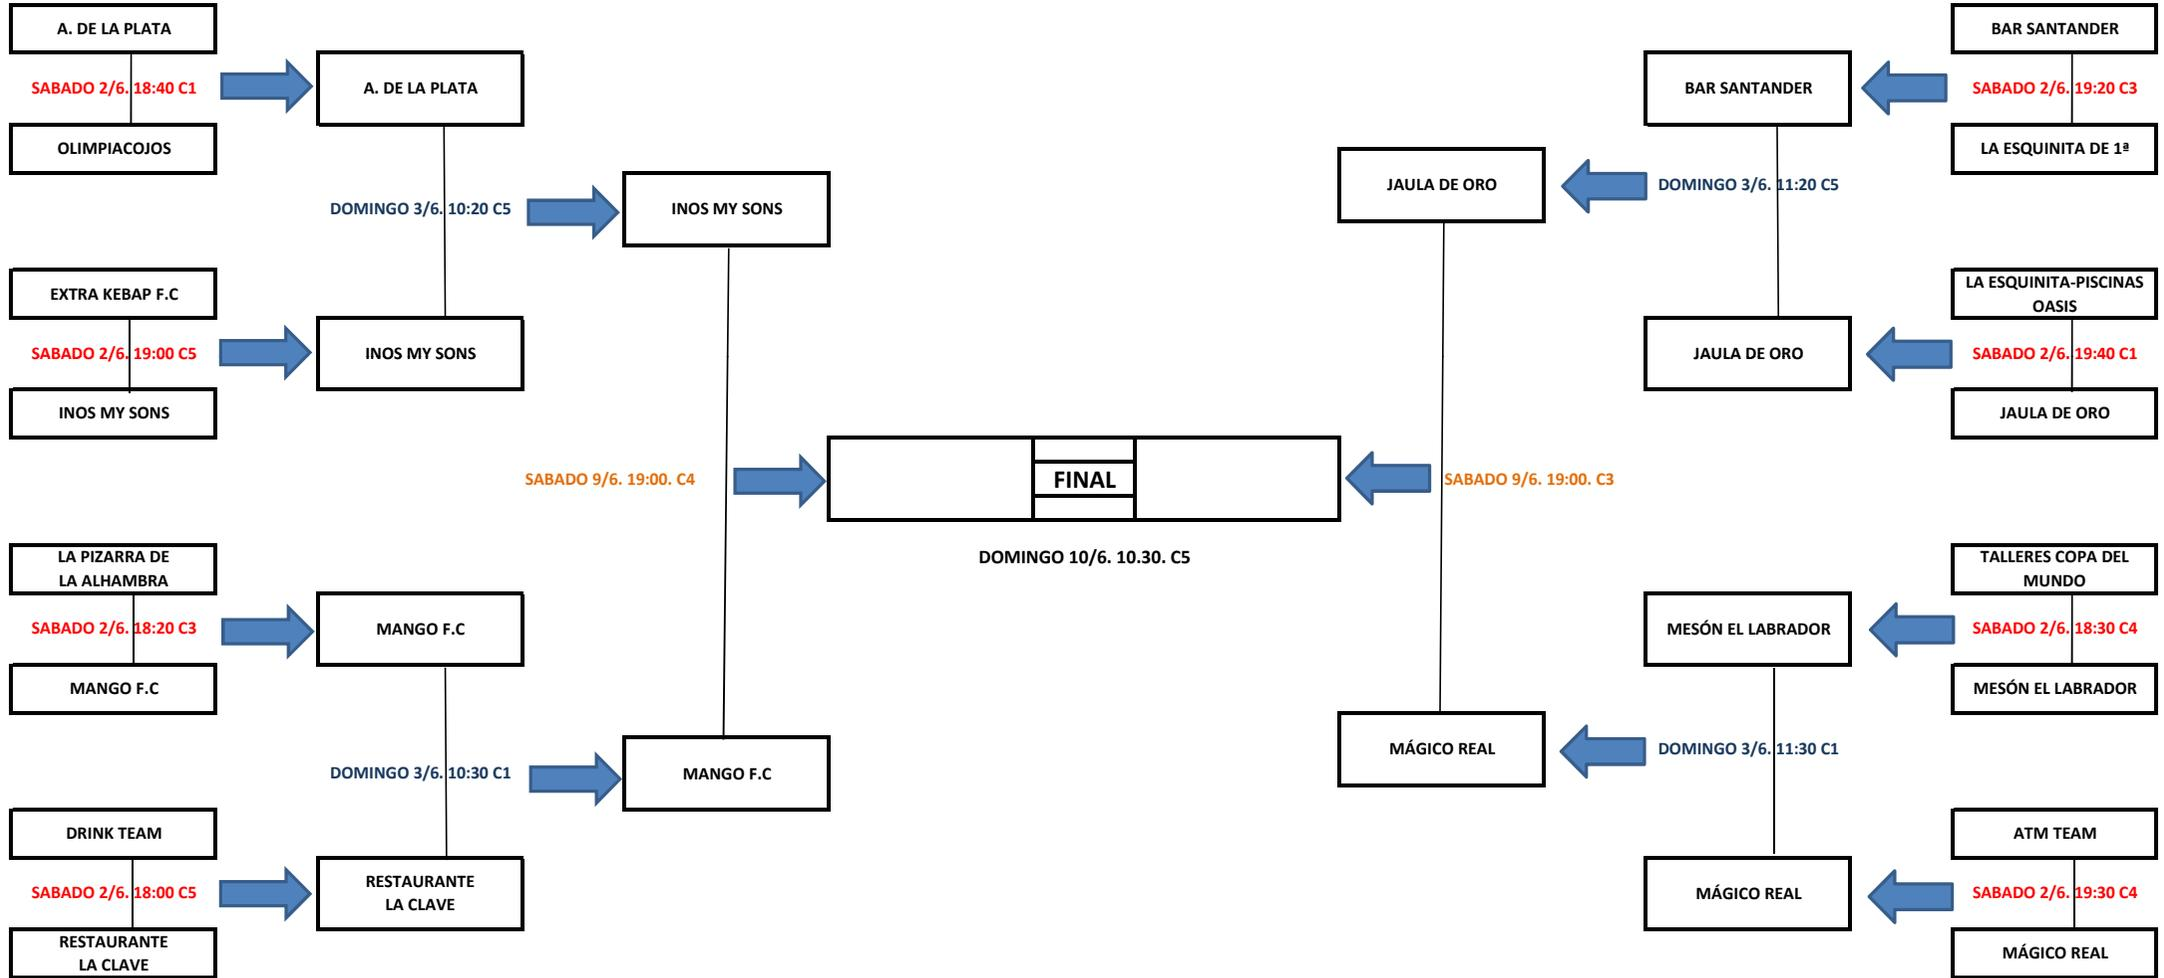 A. DE LA PLATA
SABADO 2/6. 18:40 C1
OLIMPIACOJOS
EXTRA KEBAP F.C
SABADO 2/6. 19:00 C5
INOS MY SONS
LA PIZARRA DE
LA ALHAMBRA
SABADO 2/6. 18:20 C3
MANGO F.C
DRINK TEAM
SABADO 2/6. 18:00 C5
RESTAURANTE
LA CLAVE
A. DE LA PLATA
DOMINGO 3/6. 10:20 C5
INOS MY SONS
MANGO F.C
DOMINGO 3/6. 10:30 C1
RESTAURANTE
LA CLAVE
INOS MY SONS
SABADO 9/6. 19:00. C4
MANGO F.C
FINAL
DOMINGO 10/6. 10.30. C5
JAULA DE ORO
SABADO 9/6. 19:00. C3
MÁGICO REAL
BAR SANTANDER
DOMINGO 3/6. 11:20 C5
JAULA DE ORO
MESÓN EL LABRADOR
DOMINGO 3/6. 11:30 C1
MÁGICO REAL
BAR SANTANDER
SABADO 2/6. 19:20 C3
LA ESQUINITA DE 1ª
LA ESQUINITA-PISCINAS
OASIS
SABADO 2/6. 19:40 C1
JAULA DE ORO
TALLERES COPA DEL
MUNDO
SABADO 2/6. 18:30 C4
MESÓN EL LABRADOR
ATM TEAM
SABADO 2/6. 19:30 C4
MÁGICO REAL